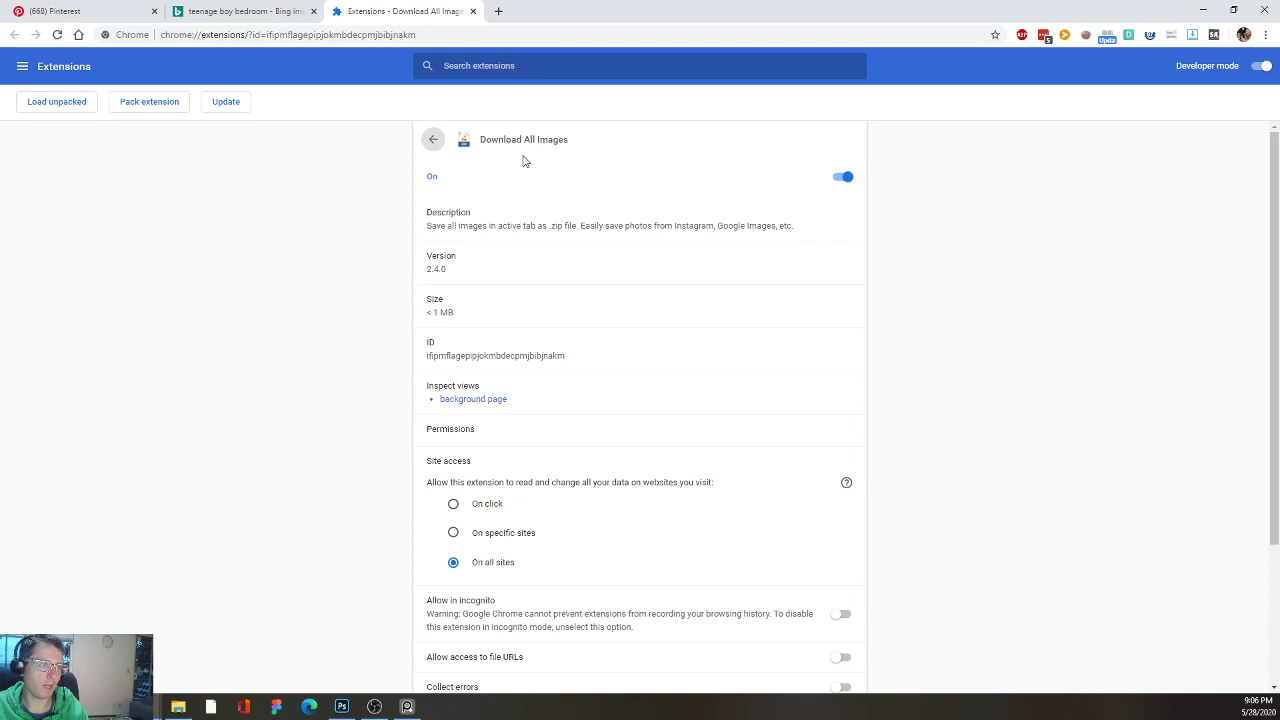 (668) Pinterest
teenage boy bedroom - Bing ima
Extensions - Download All Image
Chrome | chrome://extensions/?id=ifipmflagepipjokmbdecpmjbibjnakm
Upda
Extensions
Search extensions
Developer mode
Load unpacked
Pack extension
Update
Download All Images
On
Description
Save all images in active tab as .zip file. Easily save photos from Instagram, Google Images, etc.
Version
2.4.0
Size
< 1 MB
ID
ifipmflagepipjokmbdecpmjbibjnakm
Inspect views
• background page
Permissions
Site access
Allow this extension to read and change all your data on websites you visit:
On click
On specific sites
On all sites
Allow in incognito
Warning: Google Chrome cannot prevent extensions from recording your browsing history. To disable
this extension in incognito mode, unselect this option.
Allow access to file URLs
Collect errors
9:06 PM
5/28/2020